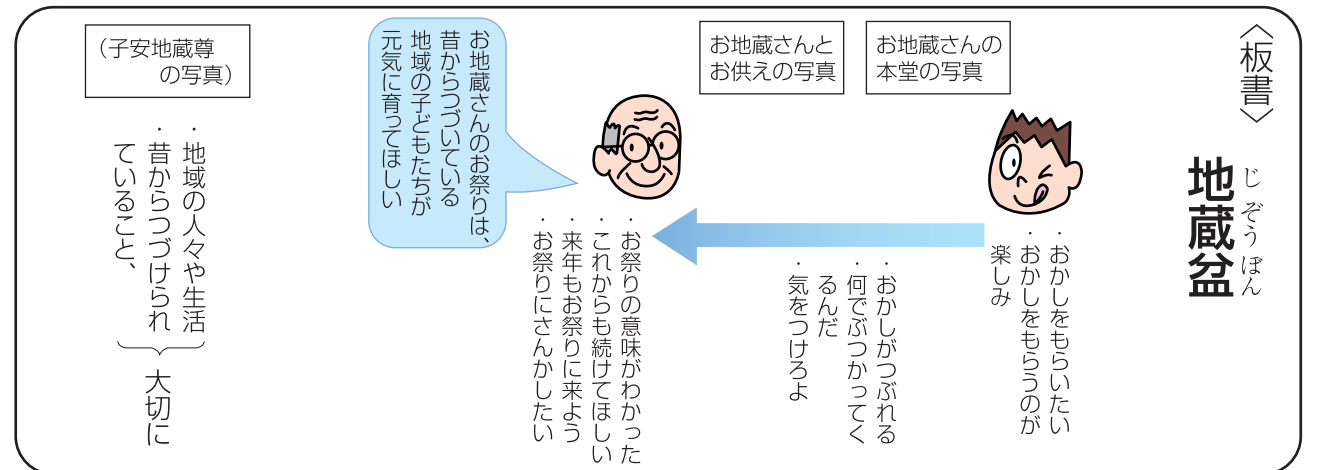 〈板書〉
じぞうぼん
地蔵盆
・おかしをもらいたい
・おかしをもらうのが
楽しみ
お地蔵さんの
本堂の写真
お地蔵さんと
お供えの写真
・おかしがつぶれる
・何でぶつかってく
るんだ
・気をつけろよ
・お祭りの意味がわかった
・これからも続けてほしい
・来年もお祭りに来よう
・お祭りにさんかしたい
お地蔵さんのお祭りは、
昔からつづいている
地域の子どもたちが
元気に育ってほしい
(子安地蔵尊
の写真)
・地域の人々や生活
・昔からつづけられ
ていること、
大切に